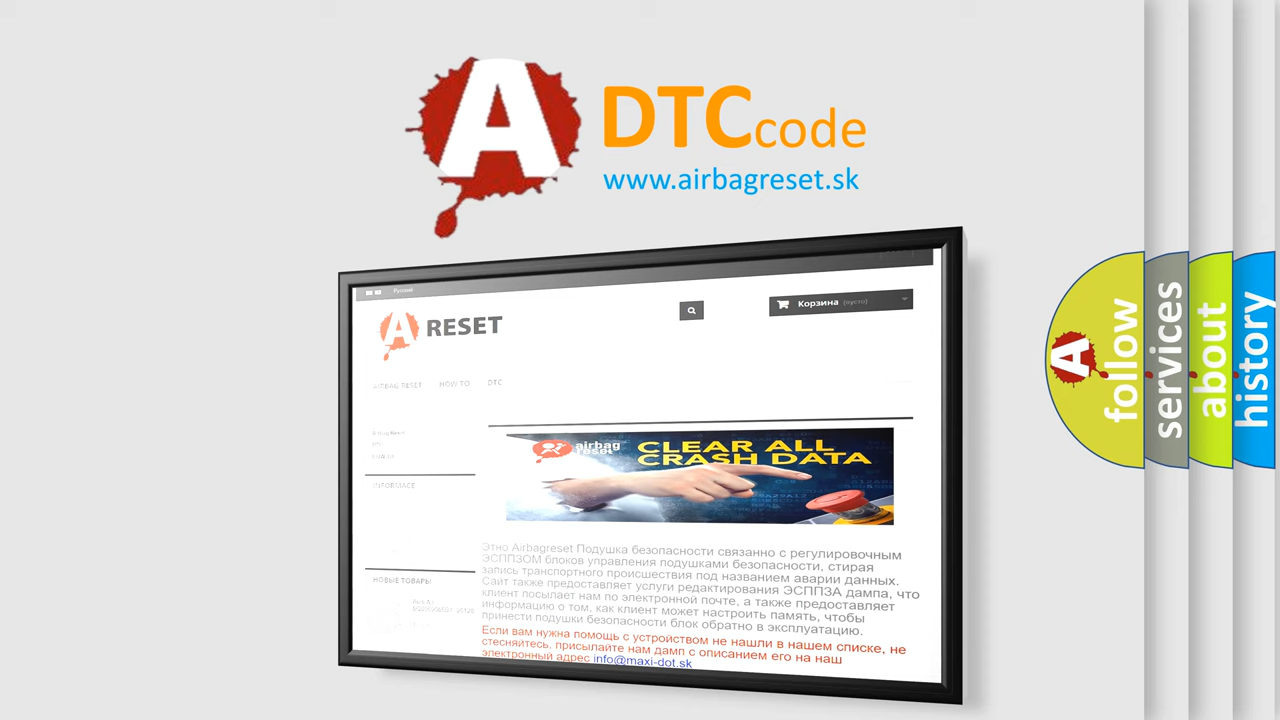 A
DTCcode
www.airbagreset.sk
Русский
A RESET
Корзина (пусто)
AIRBAG RESET HOW TO DTC
Airbag Reset
DTC
INFORMACE
airbag
reset
CLEAR ALL
CRASH DATA
Этно Airbagreset Подушка безопасности связанно с регулировочным
ЭСППЗОМ блоков управления подушками безопасности, стирая
запись транспортного происшествия под названием аварии данных.
Сайт также предоставляет услуги редактирования ЭСППЗА дампа, что
клиент посылает нам по электронной почте, а также предоставляет
информацию о том, как клиент может настроить память, чтобы
принести подушки безопасности блок обратно в эксплуатацию.
Если вам нужна помощь с устройством не нашли в нашем списке, не
стесняйтесь, присылайте нам дамп с описанием его на наш
электронный адрес info@maxi-dot.sk
НОВЫЕ ТОВАРЫ
A
follow
services
about
history